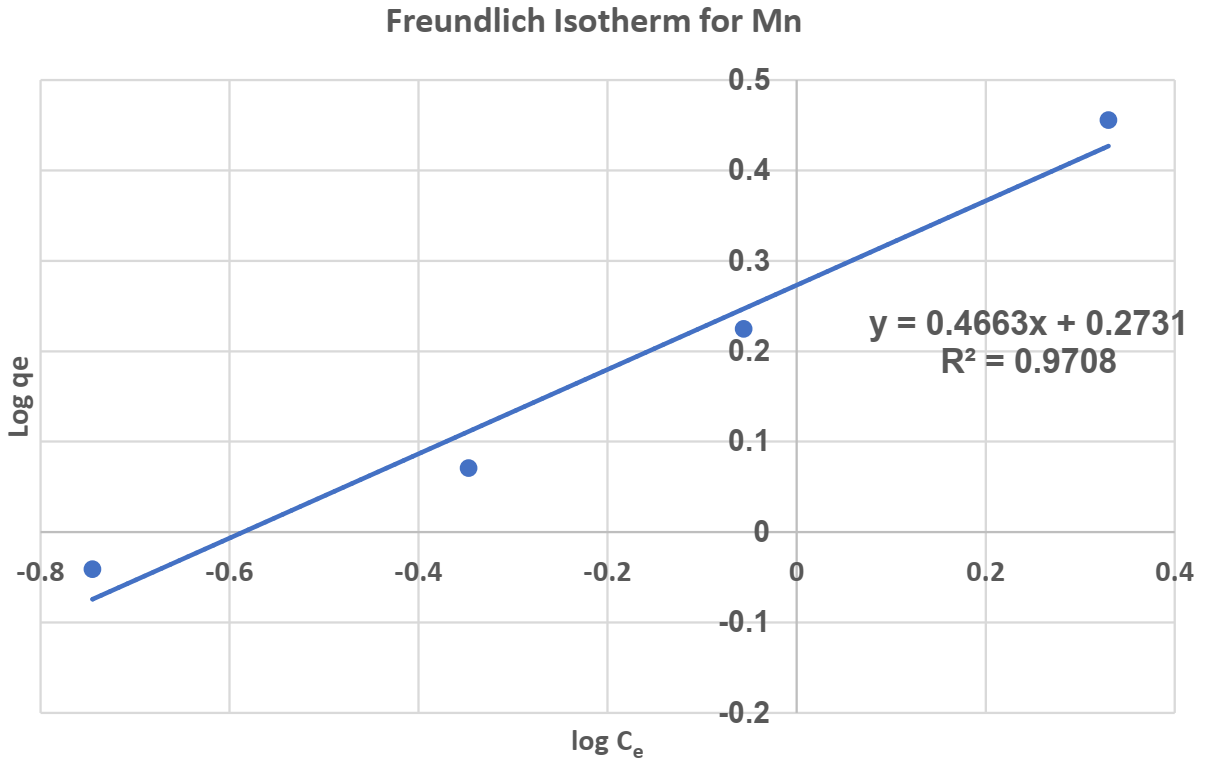 Freundlich Isotherm for Mn
0.5
0.4
0.3
y = 0.4663x + 0.2731
R² = 0.9708
0.2
0.1
0
-0.8 -0.6 -0.4 -0.2 0 0.2 0.4
-0.1
-0.2
Log qe
log Cₑ